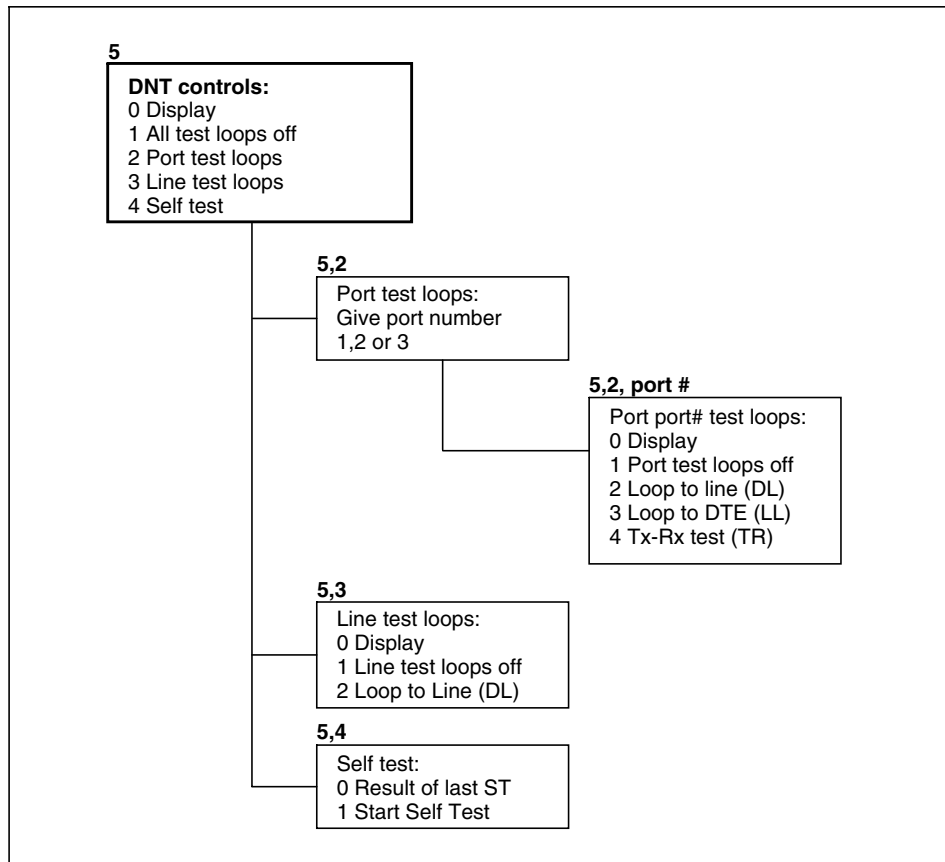 5
DNT controls:
0 Display
1 All test loops off
2 Port test loops
3 Line test loops
4 Self test
5,2
Port test loops:
Give port number
1,2 or 3
5,2, port #
Port port# test loops:
0 Display
1 Port test loops off
2 Loop to line (DL)
3 Loop to DTE (LL)
4 Tx-Rx test (TR)
5,3
Line test loops:
0 Display
1 Line test loops off
2 Loop to Line (DL)
5,4
Self test:
0 Result of last ST
1 Start Self Test